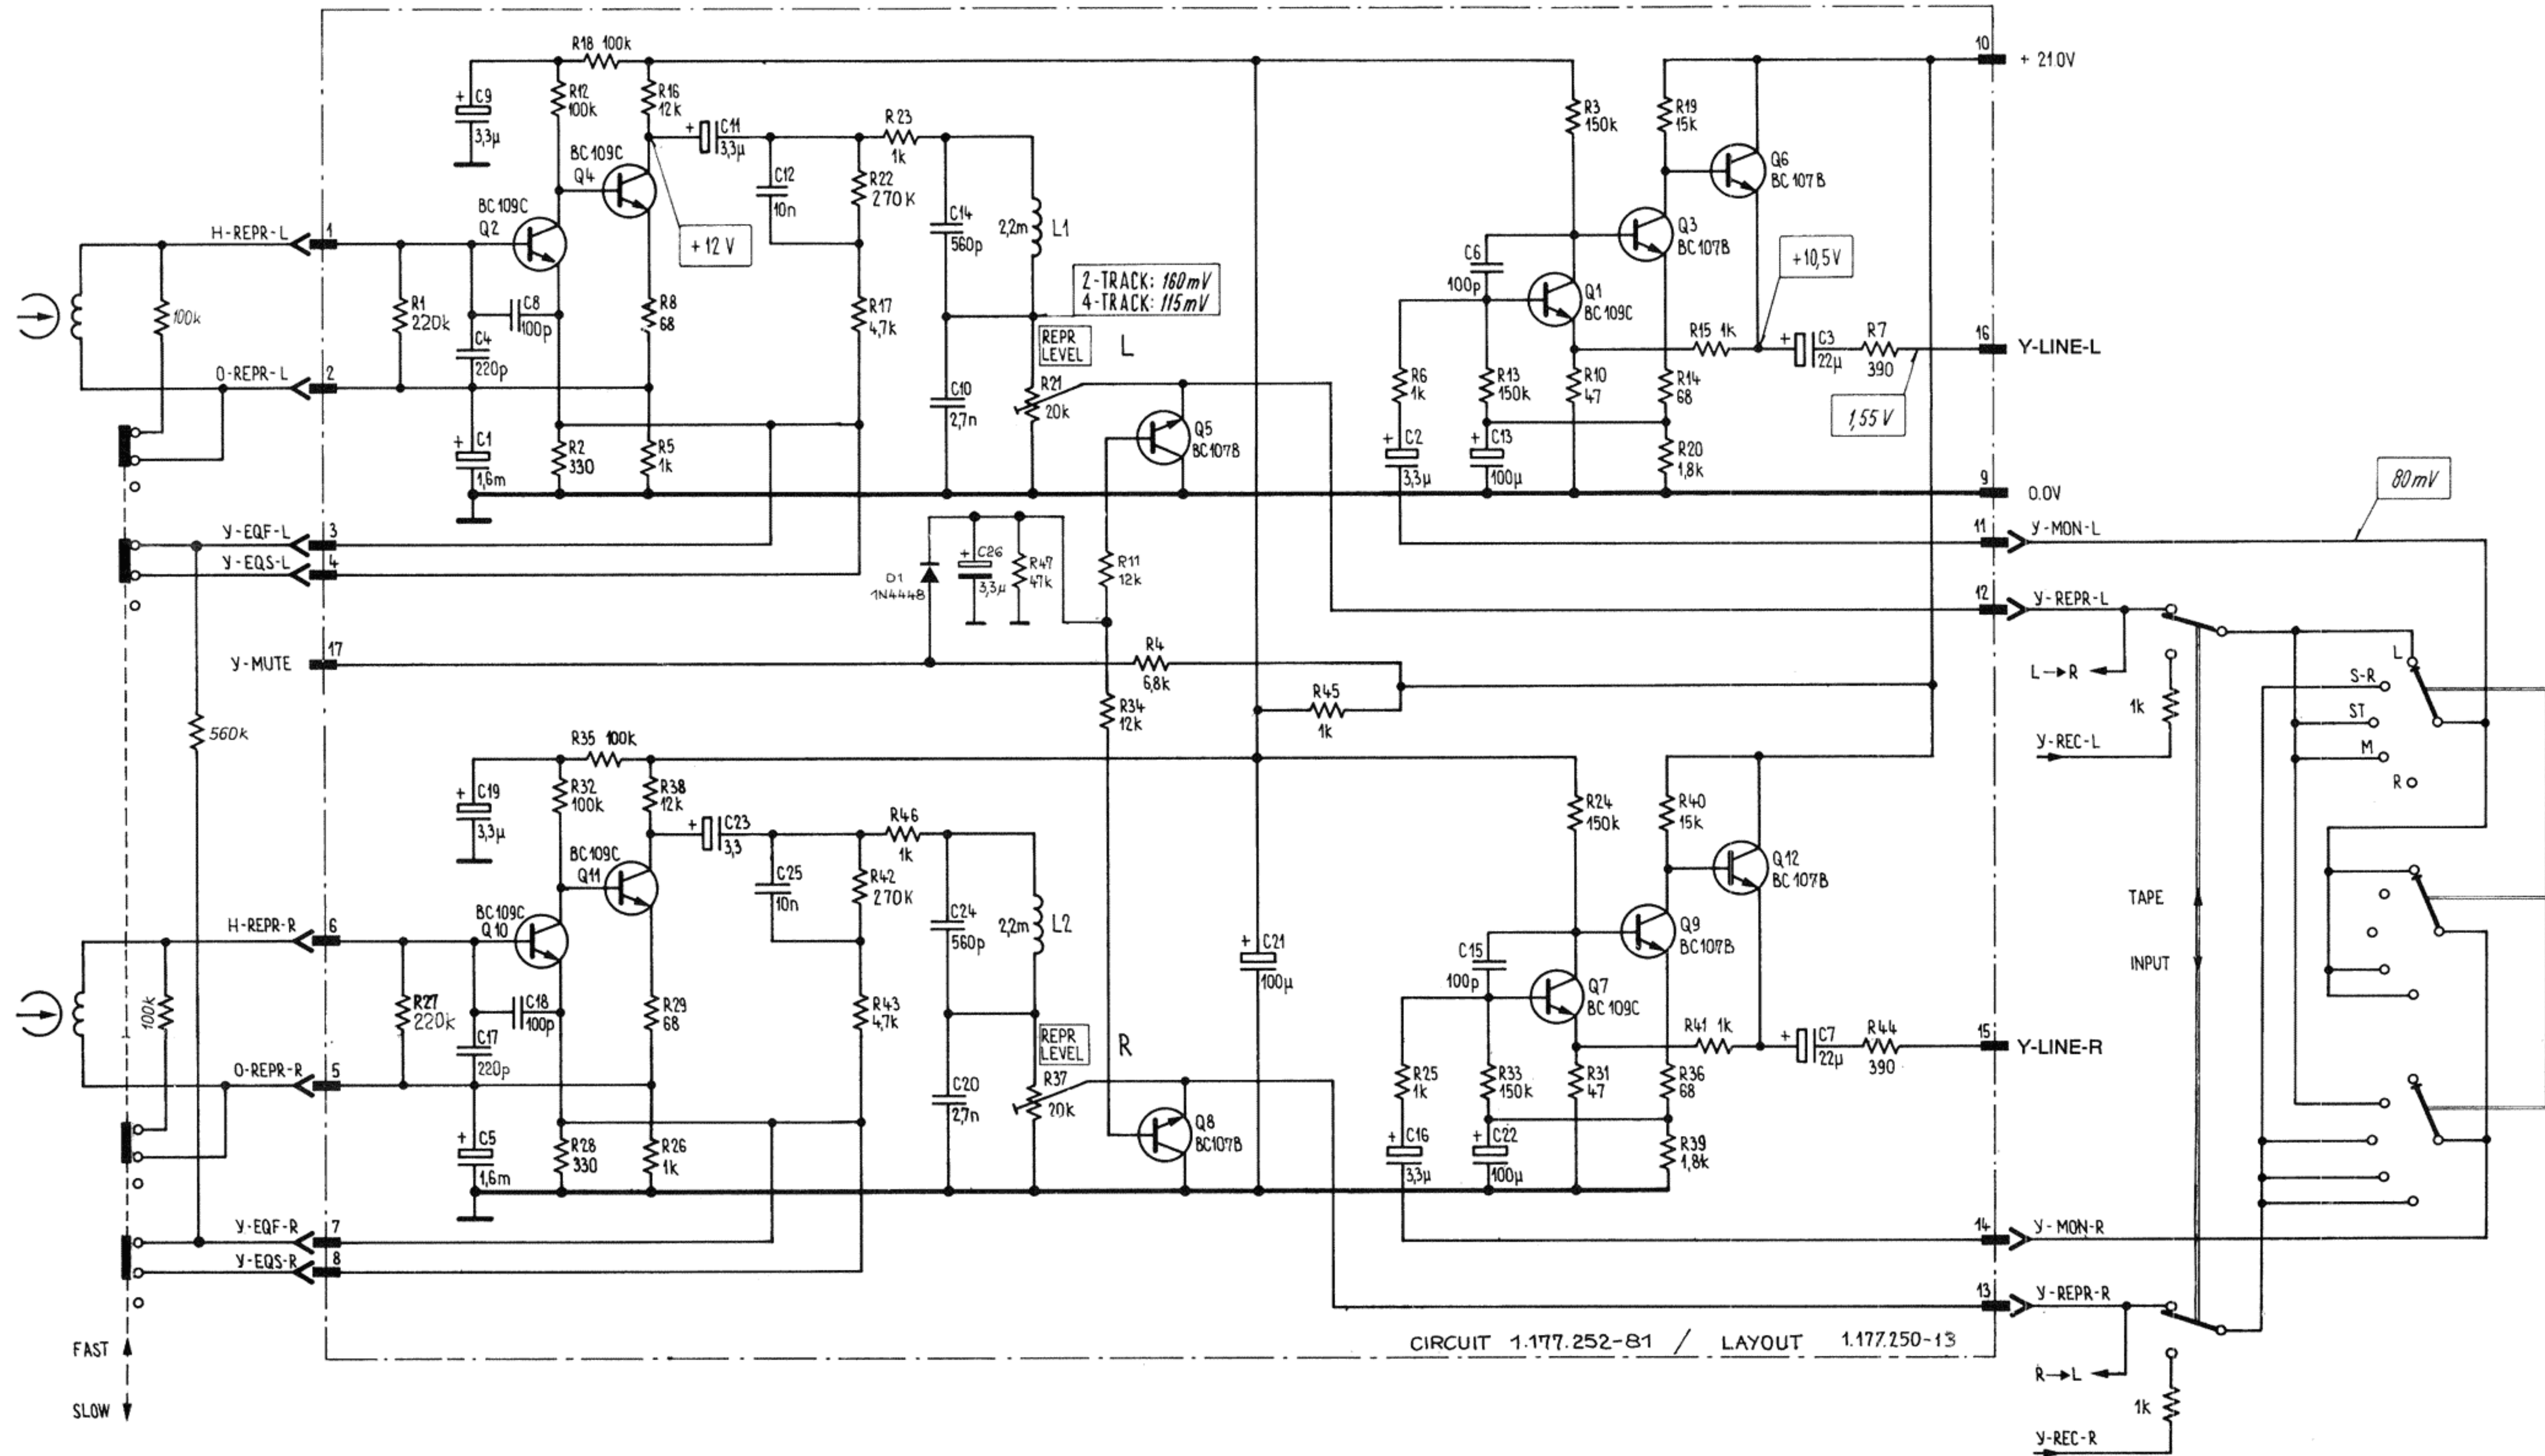 R18 100k
10
+ 21.0V
+ C9
3,3µ
R12
100k
R16
12k
+ C11
3,3µ
R23
1k
R3
150k
R19
15k
BC109C
Q4
C12
10n
R22
270K
Q6
BC107B
BC109C
Q2
C14
560p
2,2m L1
Q3
BC107B
H-REPR-L
1
+12 V
+10,5V
C6
100p
2-TRACK: 160mV
4-TRACK: 115mV
Q1
BC109C
100k
R1
220k
C8
100p
R8
68
R17
4,7k
REPR
LEVEL
L
R15 1k
+ C3
22µ
R7
390
16
Y-LINE-L
C4
220p
O-REPR-L
2
R6
1k
R13
150k
R10
47
R14
68
C10
2,7n
R21
20k
1,55 V
Q5
BC107B
+ C1
1,6m
R2
330
R5
1k
+ C2
3,3µ
+ C13
100µ
R20
1,8k
80mV
9
0.0V
Y-EQF-L
3
11
Y-MON-L
Y-EQS-L
4
D1
1N4448
+ C26
3,3µ
R47
47k
R11
12k
12
Y-REPR-L
Y-MUTE
17
R4
6,8k
L→R
L
S-R
560k
R34
12k
R45
1k
1k
ST
R35 100k
Y-REC-L
M
R
+ C19
3,3µ
R32
100k
R38
12k
+ C23
3,3
R46
1k
R24
150k
R40
15k
BC109C
Q11
C25
10n
R42
270K
Q12
BC107B
TAPE
BC109C
Q10
C24
560p
2,2m L2
+ C21
100µ
Q9
BC107B
H-REPR-R
6
C15
100p
INPUT
Q7
BC109C
100k
R27
220k
C18
100p
R29
68
R43
4,7k
REPR
LEVEL
R
R41 1k
+ C7
22µ
R44
390
15
Y-LINE-R
C17
220p
O-REPR-R
5
R25
1k
R33
150k
R31
47
R36
68
C20
2,7n
R37
20k
Q8
BC107B
+ C5
1,6m
R28
330
R26
1k
+ C16
3,3µ
+ C22
100µ
R39
1,8k
Y-EQF-R
7
14
Y-MON-R
Y-EQS-R
8
13
Y-REPR-R
FAST
CIRCUIT 1.177.252-81 / LAYOUT 1.177.250-13
R→L
SLOW
1k
Y-REC-R